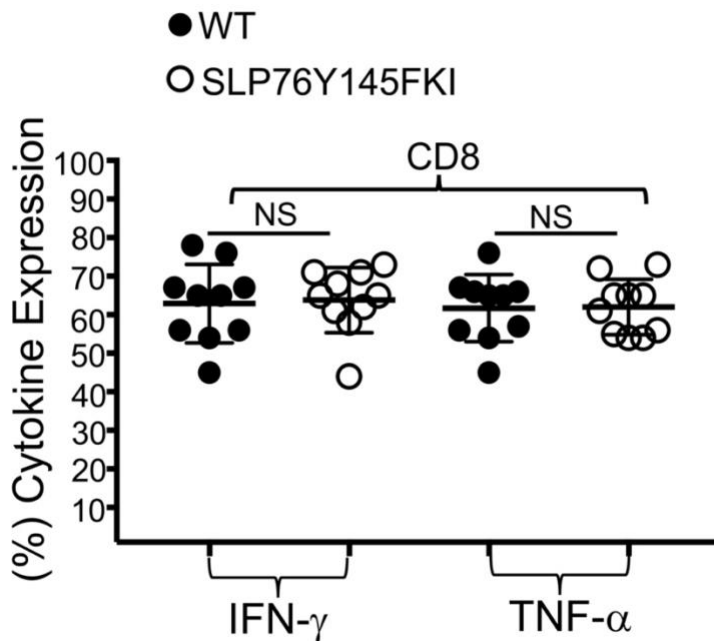 WT
SLP76Y145FKI
(%) Cytokine Expression
100
90
80
70
60
50
40
30
20
10
CD8
NS
NS
IFN-γ
TNF-α